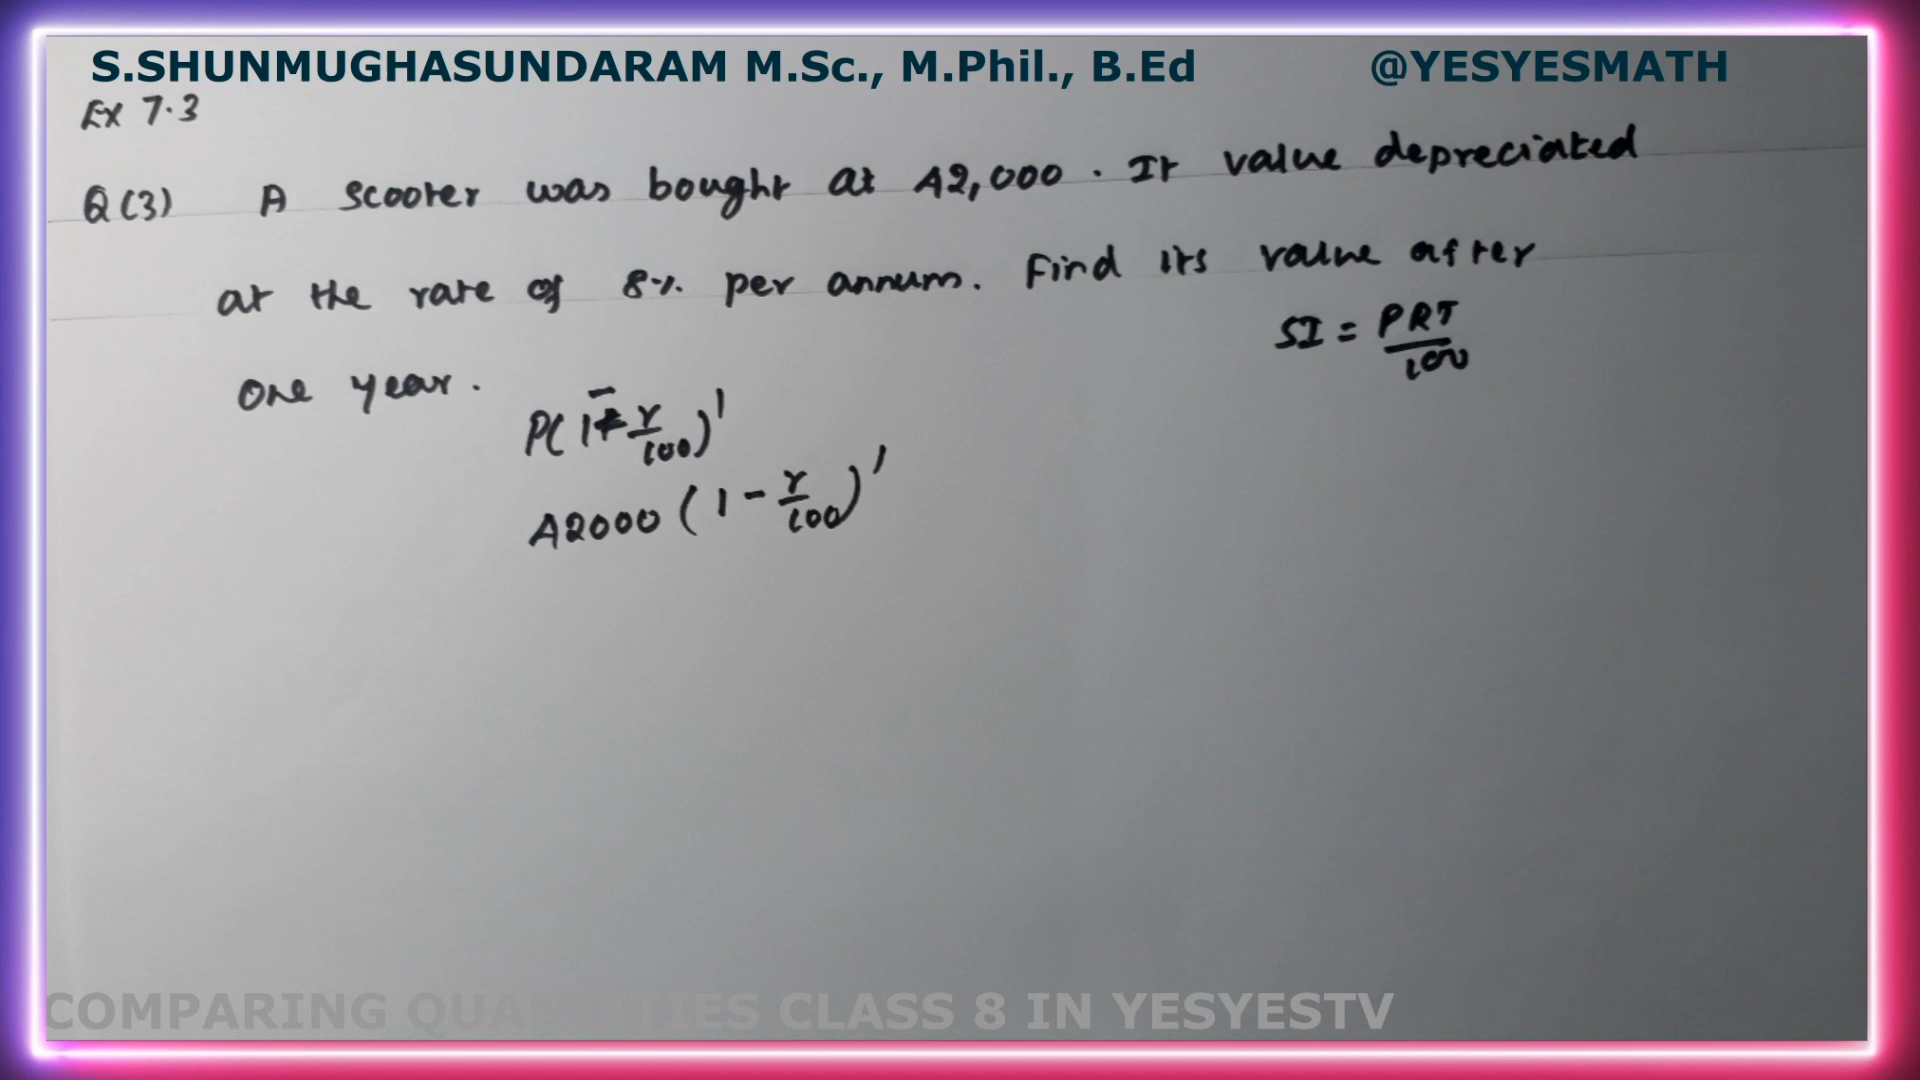 S.SHUNMUGHASUNDARAM M.Sc., M.Phil., B.Ed @YESYESMATH
Ex 7.3
Q(3) A scooter was bought at 42,000. It value depreciated
at the rate of 8% per annum. Find its value after
one year.
SI = PRT/100
P(1 - r/100)^1
42000 (1 - r/100)^1
COMPARING QUANTITIES CLASS 8 IN YESYESTV